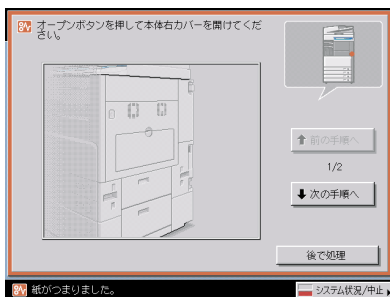 オープンボタンを押して本体右カバーを開けてくだ
さい。
前の手順へ
1/2
次の手順へ
後で処理
紙がつまりました。
システム状況/中止